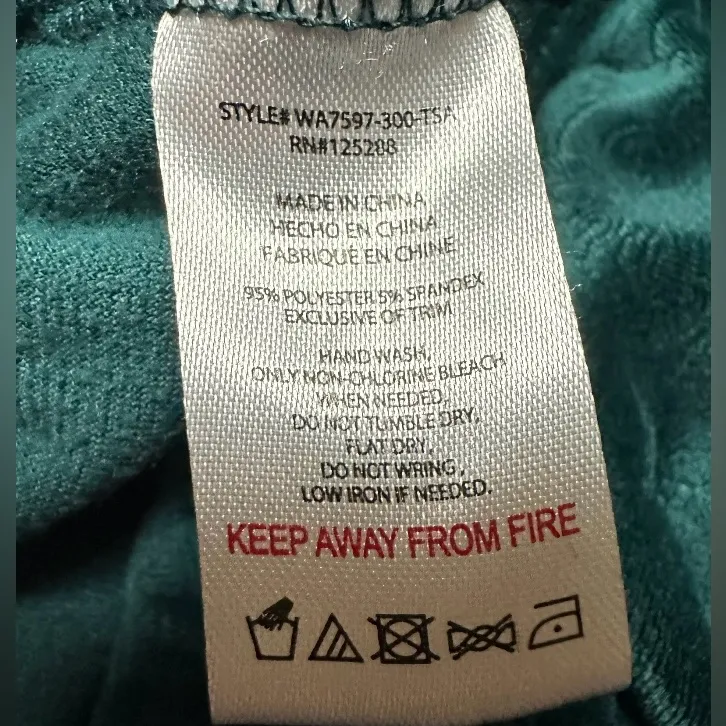 STYLE# WA7597-300-TSA
RN#125288
MADE IN CHINA
HECHO EN CHINA
FABRIQUÉ EN CHINE
95% POLYESTER 5% SPANDEX
EXCLUSIVE OF TRIM
HAND WASH,
ONLY NON-CHLORINE BLEACH
WHEN NEEDED,
DO NOT TUMBLE DRY,
FLAT DRY,
DO NOT WRING,
LOW IRON IF NEEDED.
KEEP AWAY FROM FIRE